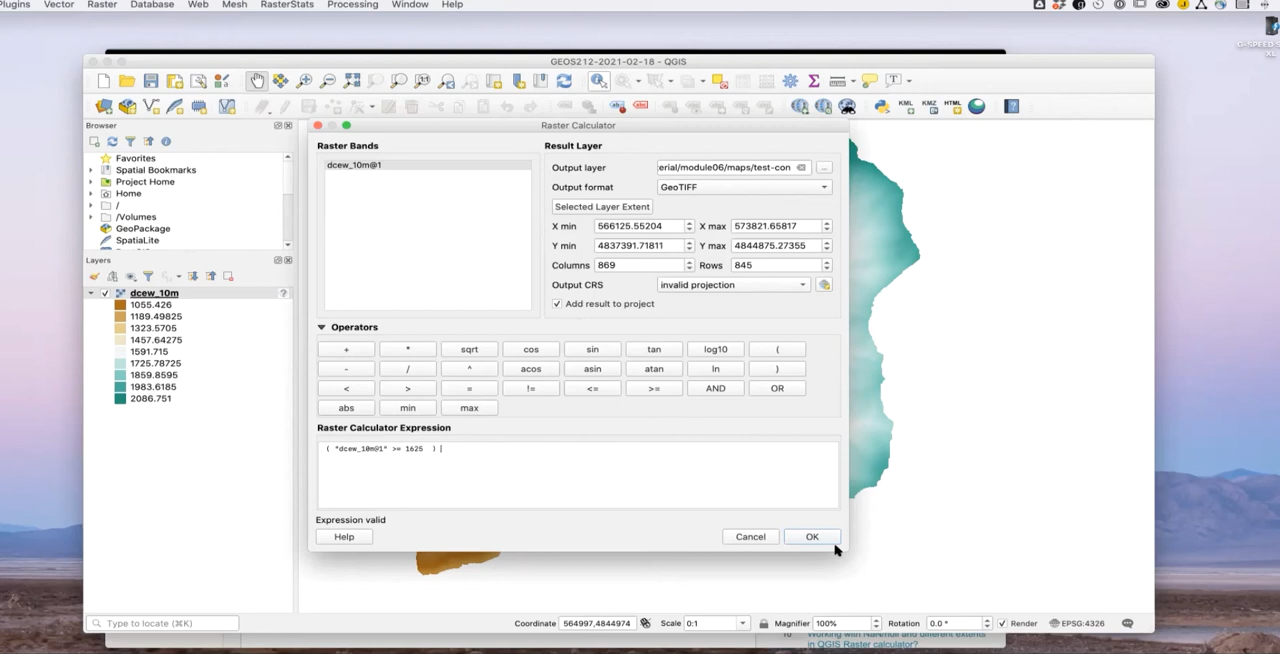 Plugins Vector Raster Database Web Mesh RasterStats Processing Window Help
GEOS212-2021-02-18 - QGIS
KML KMZ HTML
Browser
Favorites
Spatial Bookmarks
Project Home
Home
/
/Volumes
GeoPackage
SpatiaLite
Layers
dcew_10m ?
1055.426
1189.49825
1323.5705
1457.64275
1591.715
1725.78725
1859.8595
1983.6185
2086.751
Raster Calculator
Raster Bands
dcew_10m@1
Result Layer
Output layer erial/module06/maps/test-con ...
Output format GeoTIFF
Selected Layer Extent
X min 566125.55204 X max 573821.65817
Y min 4837391.71811 Y max 4844875.27355
Columns 869 Rows 845
Output CRS invalid projection
Add result to project
Operators
+ * sqrt cos sin tan log10 (
- / ^ acos asin atan ln )
< > = != <= >= AND OR
abs min max
Raster Calculator Expression
( "dcew_10m@1" >= 1625 )
Expression valid
Help Cancel OK
Type to locate (⌘K) Coordinate 564997,4844974 Scale 0:1 Magnifier 100% Rotation 0.0 ° Render EPSG:4326
Working with NaN/null and different extents
in QGIS Raster calculator?